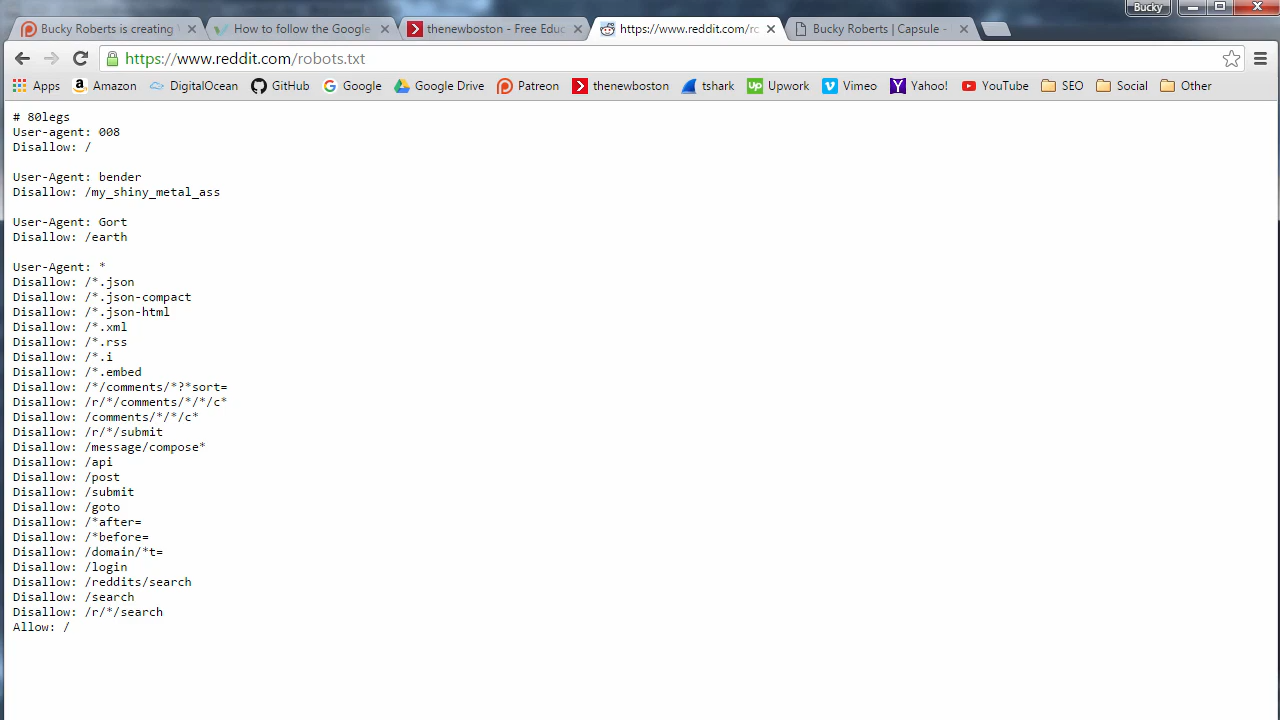 Bucky
Bucky Roberts is creating
How to follow the Google
thenewboston - Free Educ
https://www.reddit.com/ro
Bucky Roberts | Capsule -
https://www.reddit.com/robots.txt
Apps Amazon DigitalOcean GitHub Google Google Drive Patreon thenewboston tshark Upwork Vimeo Yahoo! YouTube SEO Social Other
# 80legs
User-agent: 008
Disallow: /
User-Agent: bender
Disallow: /my_shiny_metal_ass
User-Agent: Gort
Disallow: /earth
User-Agent: *
Disallow: /*.json
Disallow: /*.json-compact
Disallow: /*.json-html
Disallow: /*.xml
Disallow: /*.rss
Disallow: /*.i
Disallow: /*.embed
Disallow: /*/comments/*?*sort=
Disallow: /r/*/comments/*/*/c*
Disallow: /comments/*/*/c*
Disallow: /r/*/submit
Disallow: /message/compose*
Disallow: /api
Disallow: /post
Disallow: /submit
Disallow: /goto
Disallow: /*after=
Disallow: /*before=
Disallow: /domain/*t=
Disallow: /login
Disallow: /reddits/search
Disallow: /search
Disallow: /r/*/search
Allow: /